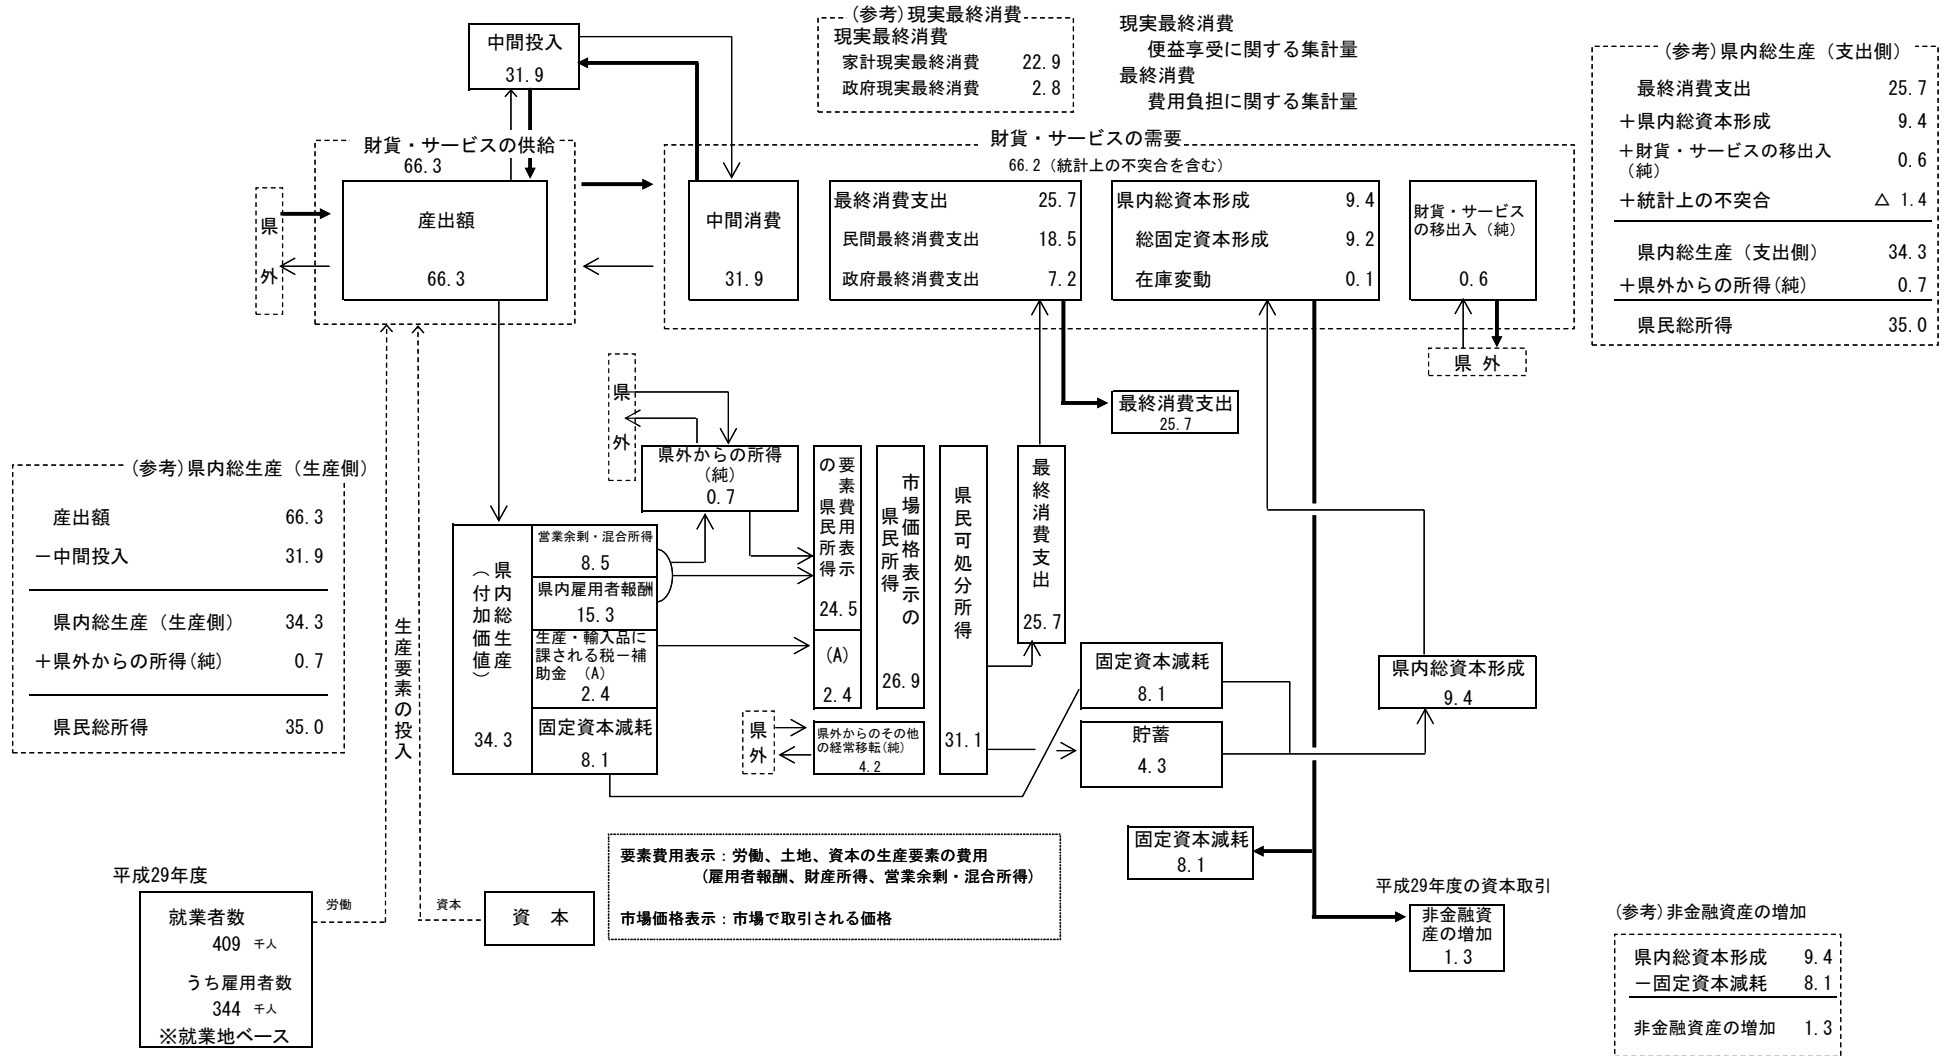 中間投入
31.9
(参考)現実最終消費
現実最終消費
家計現実最終消費 22.9
政府現実最終消費 2.8
現実最終消費
便益享受に関する集計量
最終消費
費用負担に関する集計量
(参考)県内総生産（支出側）
最終消費支出 25.7
＋県内総資本形成 9.4
＋財貨・サービスの移出入
（純） 0.6
＋統計上の不突合 △ 1.4
県内総生産（支出側） 34.3
＋県外からの所得(純) 0.7
県民総所得 35.0
財貨・サービスの供給
66.3
県外
産出額
66.3
財貨・サービスの需要
66.2（統計上の不突合を含む）
中間消費
31.9
最終消費支出 25.7
民間最終消費支出 18.5
政府最終消費支出 7.2
県内総資本形成 9.4
総固定資本形成 9.2
在庫変動 0.1
財貨・サービス
の移出入（純）
0.6
県 外
最終消費支出
25.7
県外
県外からの所得
（純）
0.7
(参考)県内総生産（生産側）
産出額 66.3
－中間投入 31.9
県内総生産（生産側） 34.3
＋県外からの所得(純) 0.7
県民総所得 35.0
生産要素の投入
県内総生産
（付加価値）
34.3
営業余剰・混合所得
8.5
県内雇用者報酬
15.3
生産・輸入品に
課される税－補
助金 （A）
2.4
固定資本減耗
8.1
要素費用表示
の県民所得
24.5
(A)
2.4
市場価格表示の
県民所得
26.9
県民可処分所得
31.1
最終消費支出
25.7
県外
県外からのその他
の経常移転(純)
4.2
固定資本減耗
8.1
貯蓄
4.3
県内総資本形成
9.4
要素費用表示：労働、土地、資本の生産要素の費用
(雇用者報酬、財産所得、営業余剰・混合所得)
市場価格表示：市場で取引される価格
固定資本減耗
8.1
平成29年度の資本取引
非金融資
産の増加
1.3
(参考)非金融資産の増加
県内総資本形成 9.4
－固定資本減耗 8.1
非金融資産の増加 1.3
平成29年度
就業者数
409 千人
うち雇用者数
344 千人
※就業地ベース
労働
資本
資 本